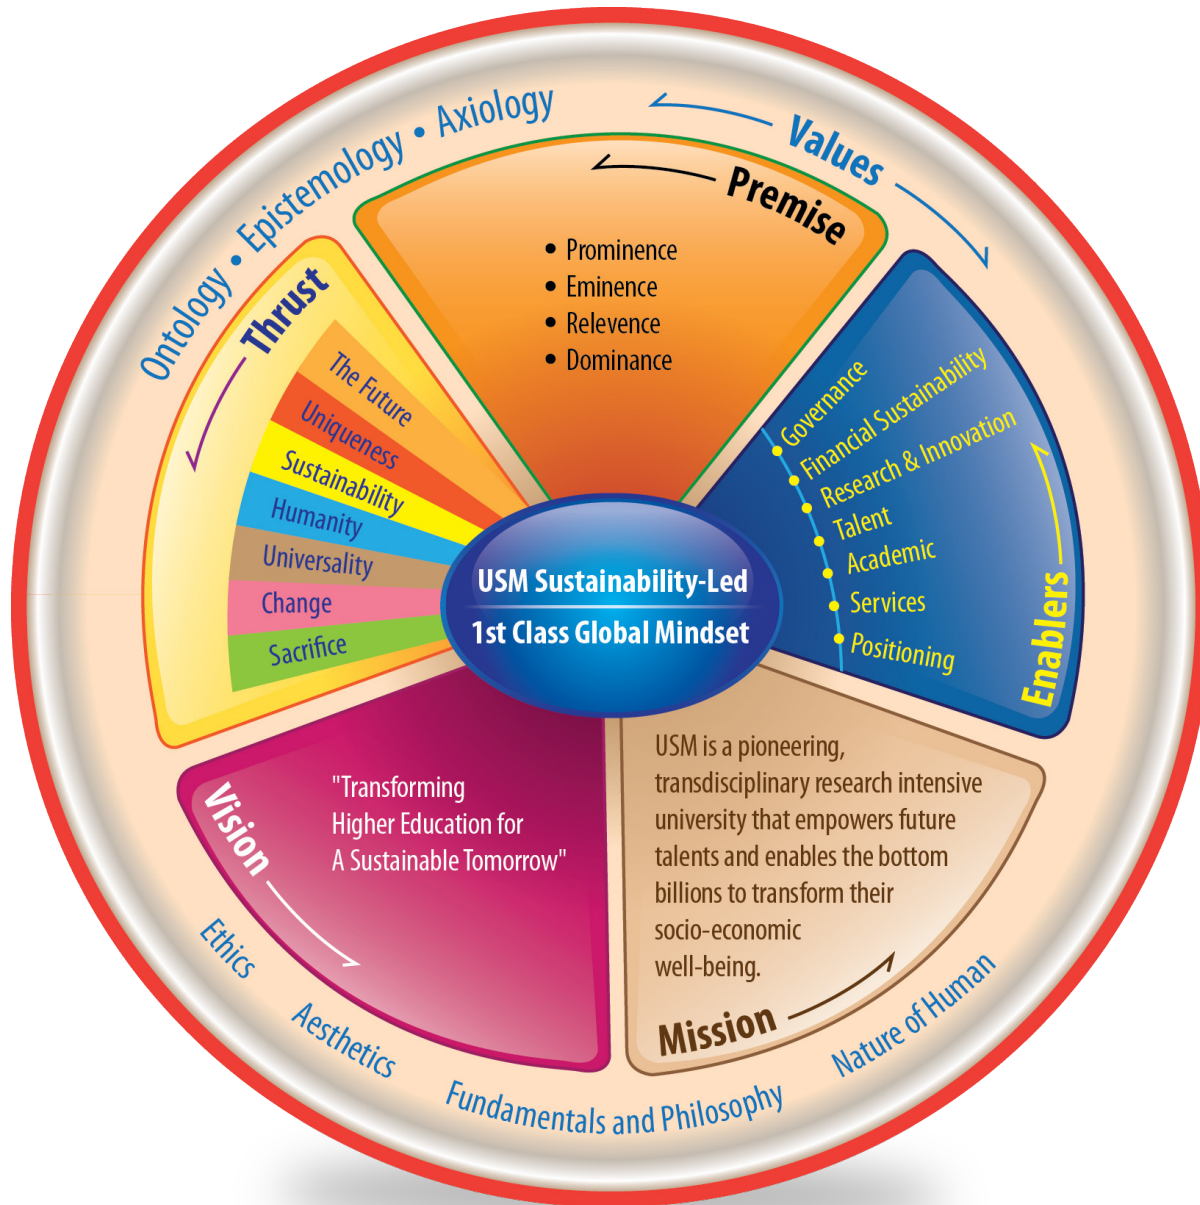 Ontology • Epistemology • Axiology
Values
Premise
• Prominence
• Eminence
• Relevence
• Dominance
Thrust
The Future
Uniqueness
Sustainability
Humanity
Universality
Change
Sacrifice
Governance
Financial Sustainability
Research & Innovation
Talent
Academic
Services
Positioning
Enablers
USM Sustainability-Led
1st Class Global Mindset
Vision
"Transforming
Higher Education for
A Sustainable Tomorrow"
USM is a pioneering,
transdisciplinary research intensive
university that empowers future
talents and enables the bottom
billions to transform their
socio-economic
well-being.
Mission
Ethics
Aesthetics
Fundamentals and Philosophy
Nature of Human